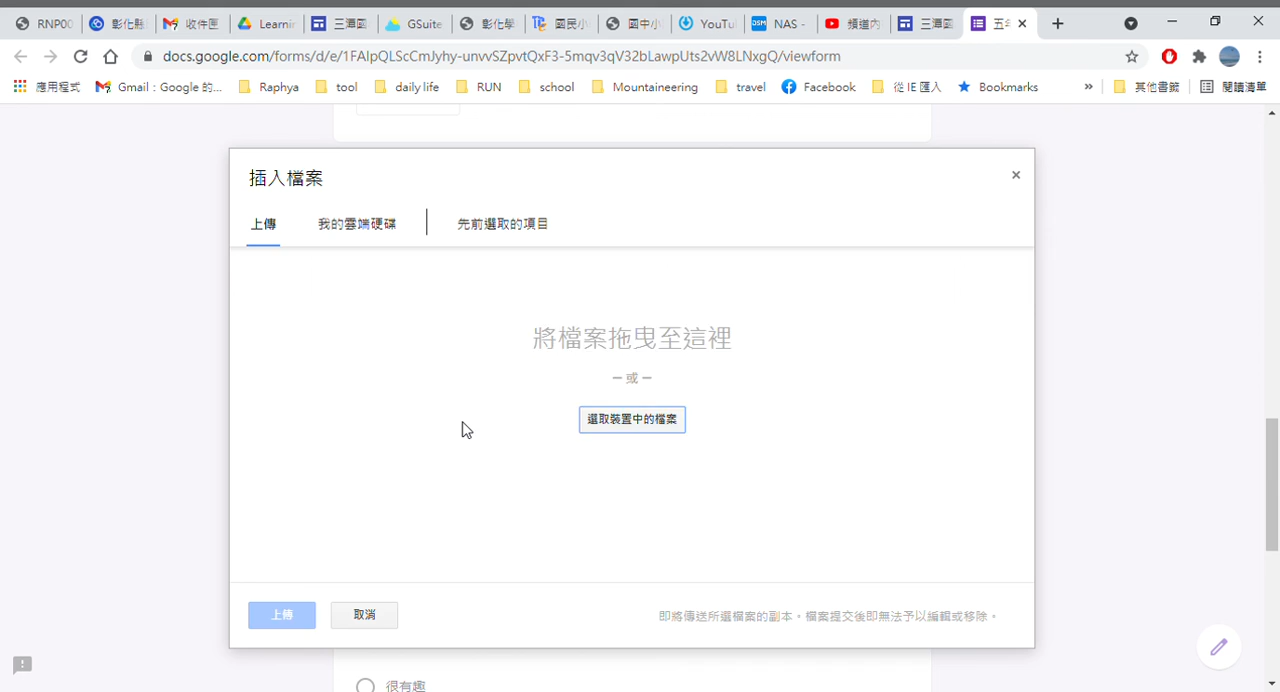 RNP00
彰化縣
收件匣
Learnin
三潭國
GSuite
彰化學
國民小
國中小
YouTu
NAS -
頻道內
三潭國
五年
docs.google.com/forms/d/e/1FAIpQLScCmJyhy-unvvSZpvtQxF3-5mqv3qV32bLawpUts2vW8LNxgQ/viewform
應用程式
Gmail：Google 的...
Raphya
tool
daily life
RUN
school
Mountaineering
travel
Facebook
從 IE 匯入
Bookmarks
»
其他書籤
閱讀清單
插入檔案
上傳
我的雲端硬碟
先前選取的項目
將檔案拖曳至這裡
– 或 –
選取裝置中的檔案
上傳
取消
即將傳送所選檔案的副本。檔案提交後即無法予以編輯或移除。
很有趣